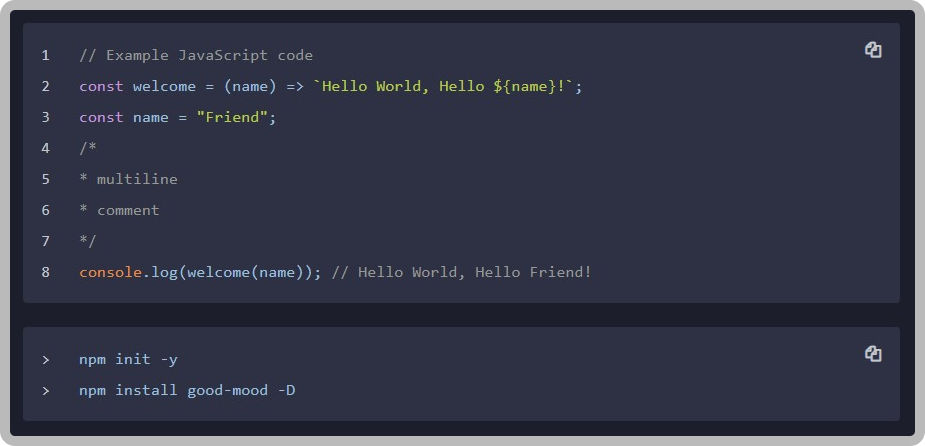 1 // Example JavaScript code
2 const welcome = (name) => `Hello World, Hello ${name}!`;
3 const name = "Friend";
4 /*
5 * multiline
6 * comment
7 */
8 console.log(welcome(name)); // Hello World, Hello Friend!
> npm init -y
> npm install good-mood -D